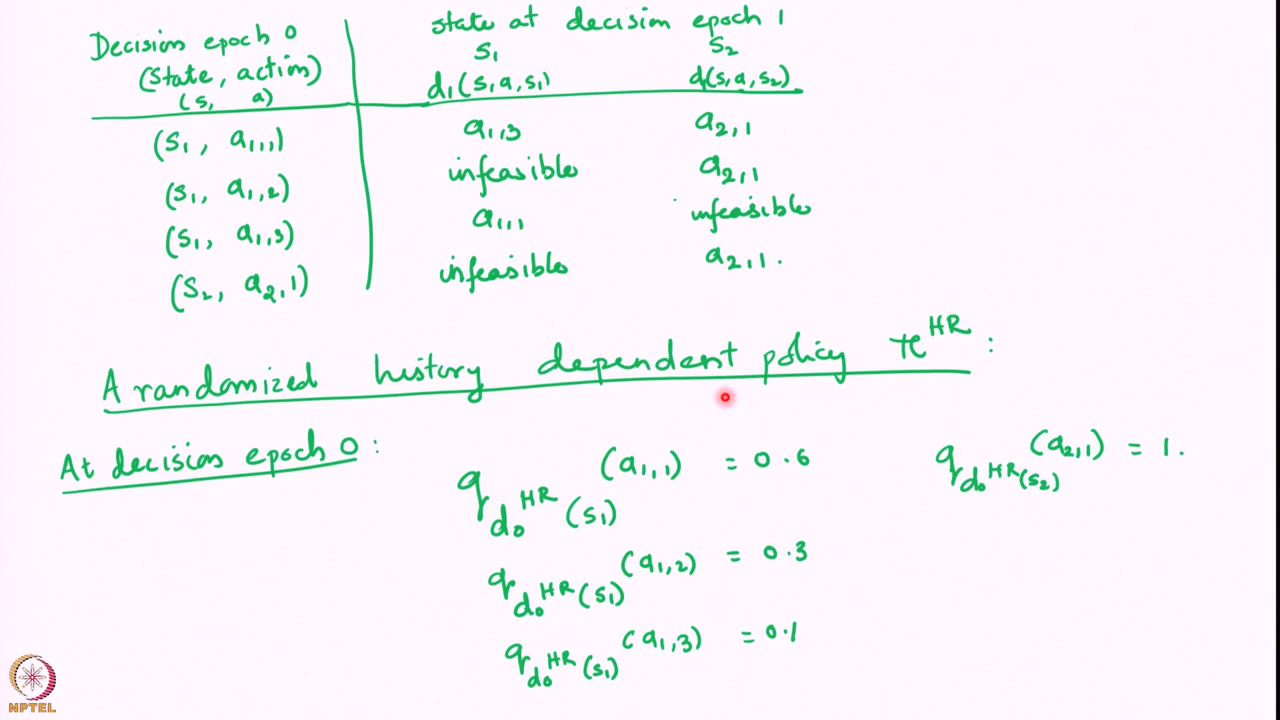 Decision epoch 0 | state at decision epoch 1
(state, action) | s₁ s₂
(s, a) | d₁(s,a,s₁) d₁(s,a,s₂)
(s₁, a₁,₁) | a₁,₃ a₂,₁
(s₁, a₁,₂) | infeasible a₂,₁
(s₁, a₁,₃) | a₁,₁ infeasible
(s₂, a₂,₁) | infeasible a₂,₁.
A randomized history dependent policy π^HR :
At decision epoch 0 : q_{d₀^HR(s₁)}(a₁,₁) = 0.6 q_{d₀^HR(s₂)}(a₂,₁) = 1.
q_{d₀^HR(s₁)}(a₁,₂) = 0.3
q_{d₀^HR(s₁)}(a₁,₃) = 0.1
NPTEL